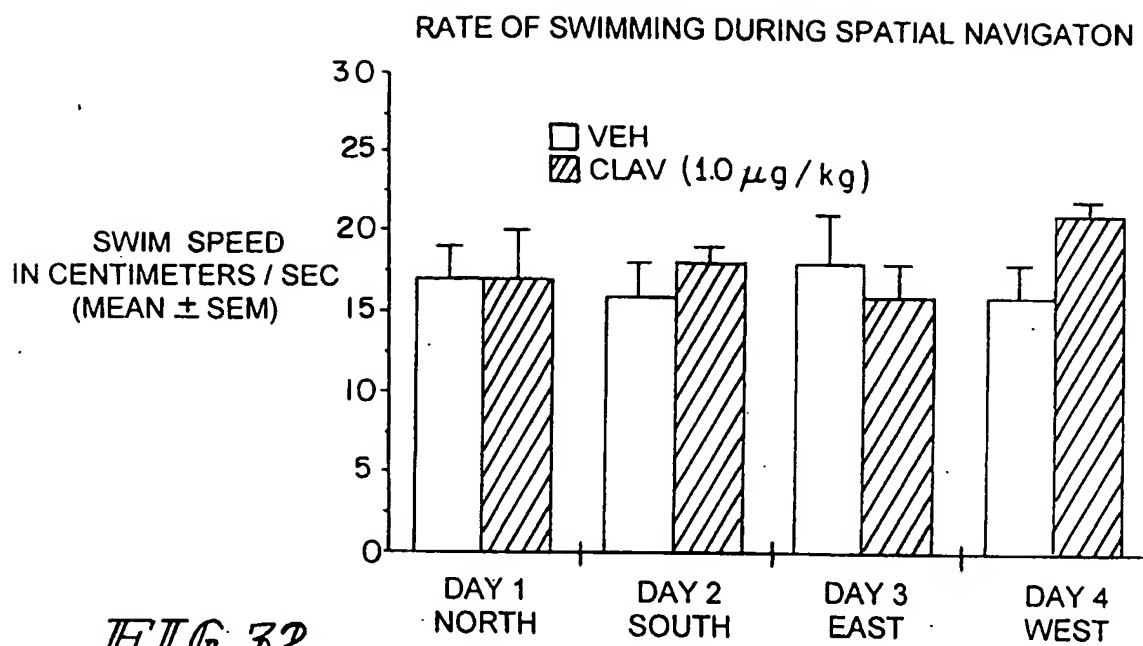 RATE OF SWIMMING DURING SPATIAL NAVIGATON
30
25
20
15
10
5
0
VEH
CLAV (1.0 μg/kg)
SWIM SPEED
IN CENTIMETERS / SEC
(MEAN ± SEM)
DAY 1
NORTH
DAY 2
SOUTH
DAY 3
EAST
DAY 4
WEST
FIG.